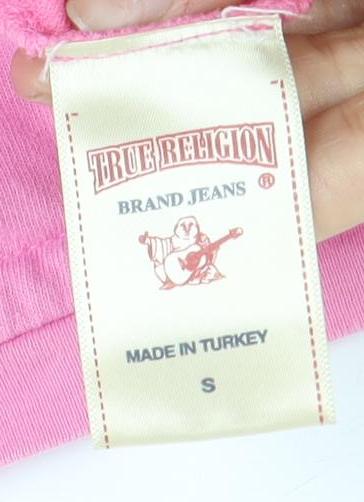 TRUE RELIGION
BRAND JEANS ®
MADE IN TURKEY
S